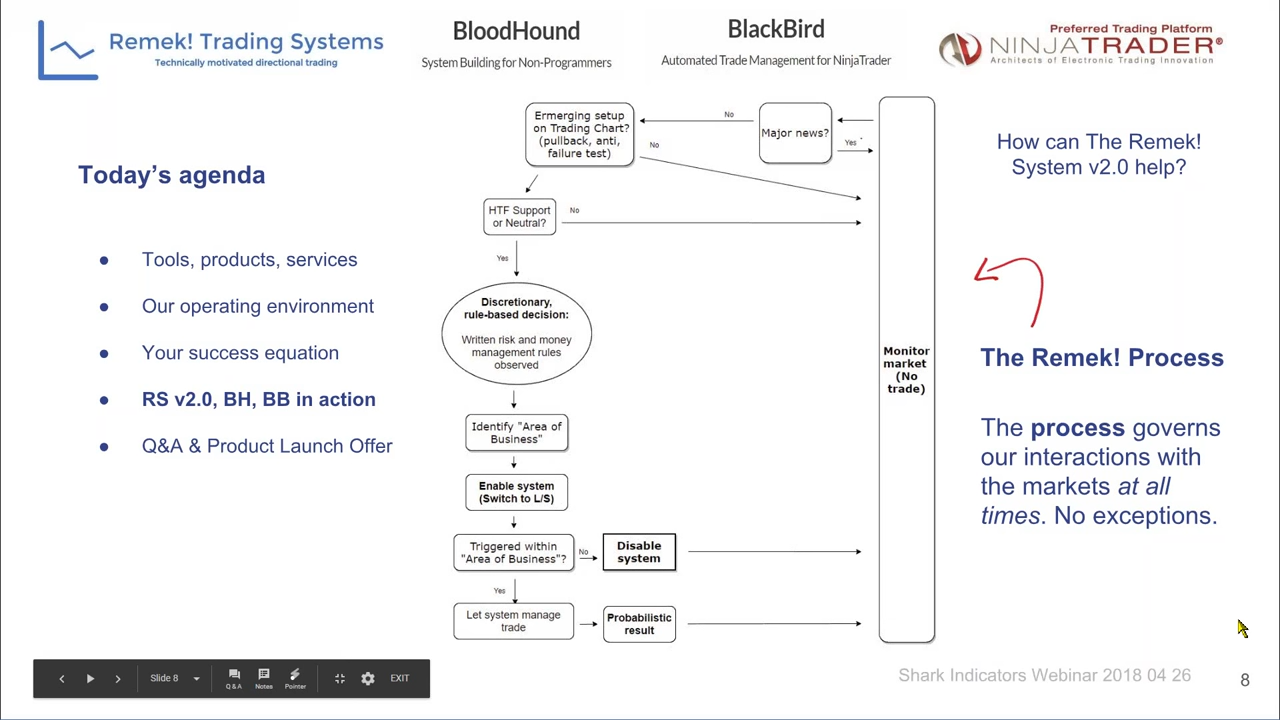 Remek! Trading Systems
Technically motivated directional trading
BloodHound
System Building for Non-Programmers
BlackBird
Automated Trade Management for NinjaTrader
Preferred Trading Platform
NINJATRADER®
Architects of Electronic Trading Innovation
Today's agenda
● Tools, products, services
● Our operating environment
● Your success equation
● RS v2.0, BH, BB in action
● Q&A & Product Launch Offer
Ermerging setup
on Trading Chart?
(pullback, anti,
failure test)
No
Major news?
Yes *
No
HTF Support
or Neutral?
No
Yes
Discretionary,
rule-based decision:
Written risk and money
management rules
observed
Identify "Area of
Business"
Enable system
(Switch to L/S)
Triggered within
"Area of Business"?
No
Disable
system
Yes
Let system manage
trade
Probabilistic
result
Monitor
market
(No
trade)
How can The Remek!
System v2.0 help?
The Remek! Process
The process governs
our interactions with
the markets at all
times. No exceptions.
Slide 8
Q & A
Notes
Pointer
EXIT
Shark Indicators Webinar 2018 04 26
8